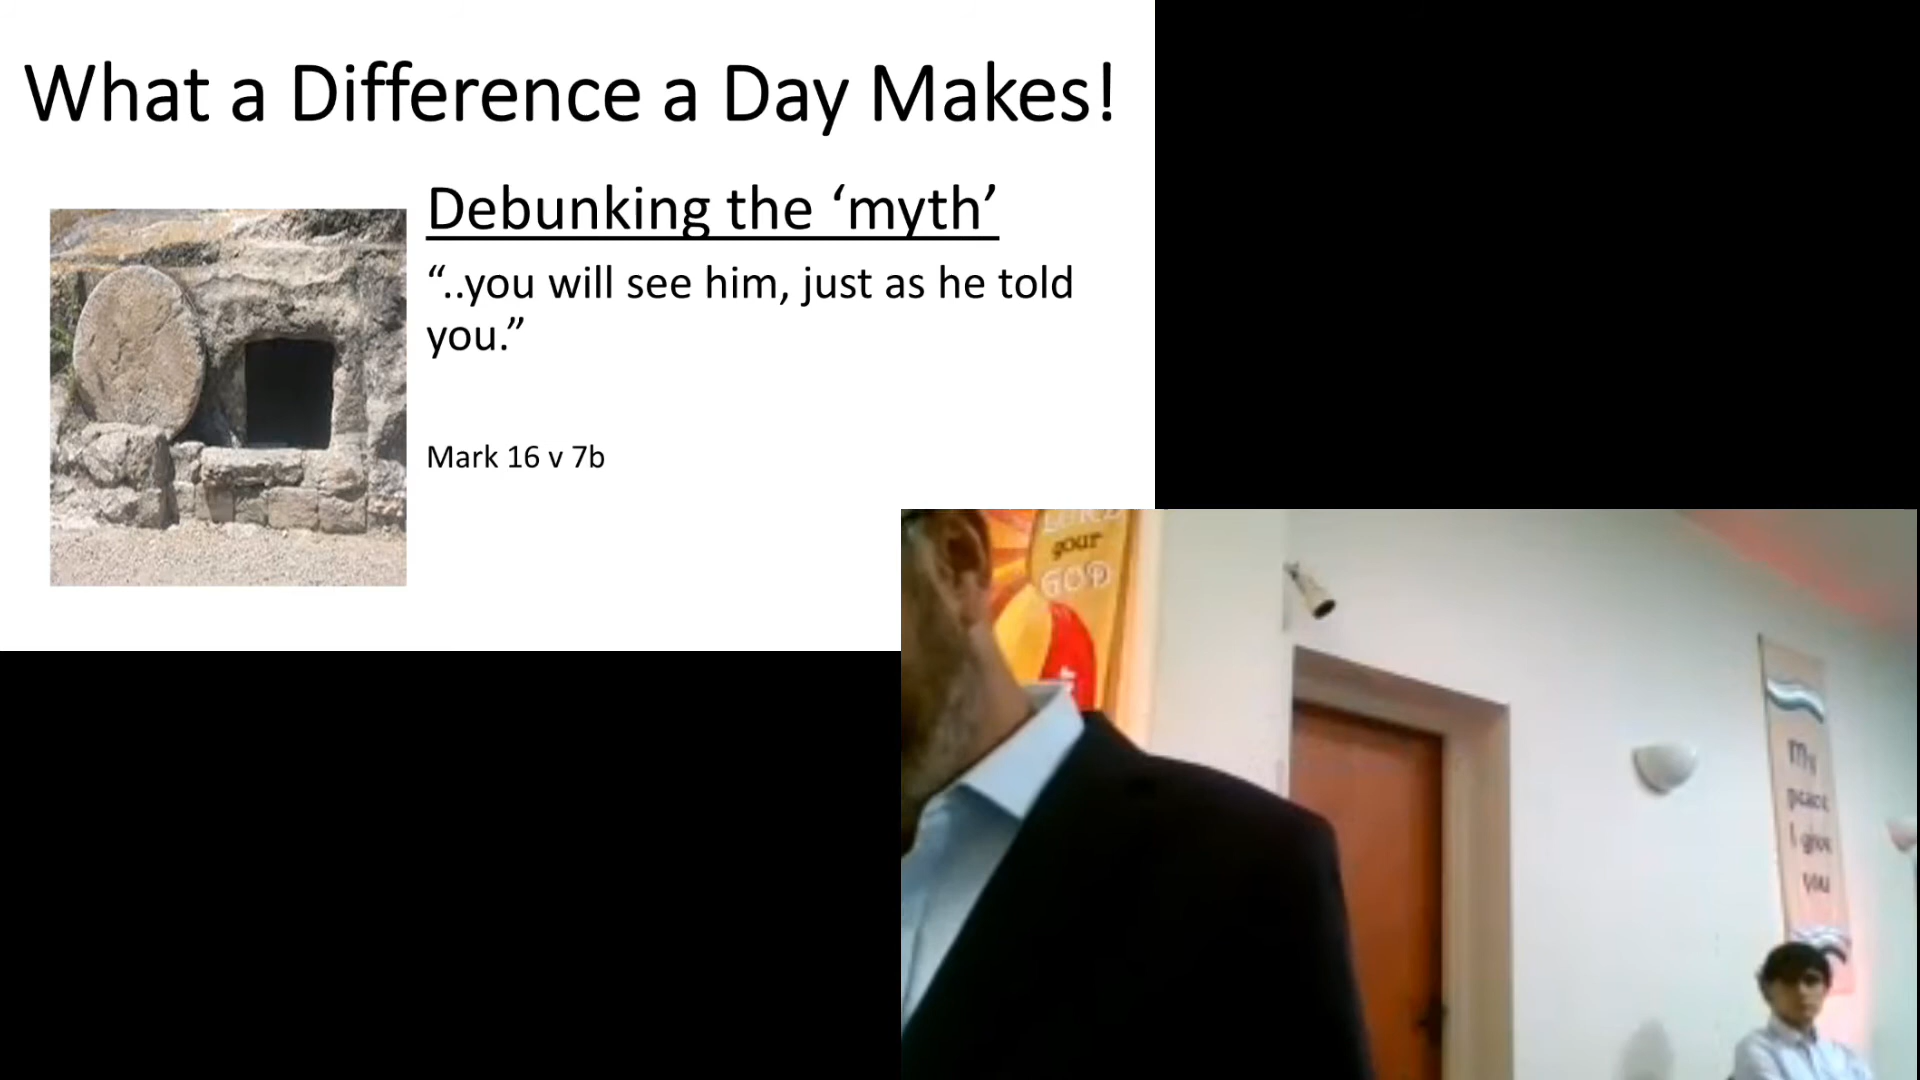 What a Difference a Day Makes!
Debunking the ‘myth’
“..you will see him, just as he told
you.”
Mark 16 v 7b
your
GOD
My
peace
I give
you